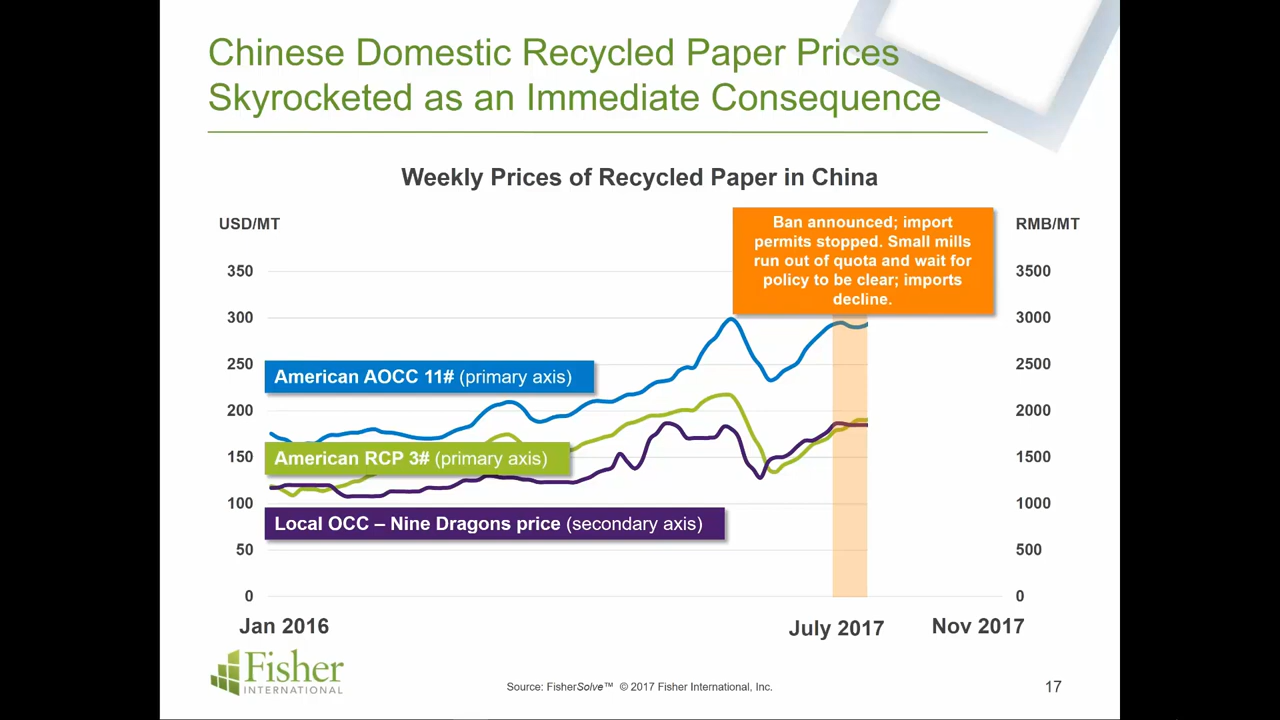 Chinese Domestic Recycled Paper Prices
Skyrocketed as an Immediate Consequence
Weekly Prices of Recycled Paper in China
USD/MT
RMB/MT
Ban announced; import
permits stopped. Small mills
run out of quota and wait for
policy to be clear; imports
decline.
350
3500
300
3000
250
2500
American AOCC 11# (primary axis)
200
2000
150
1500
American RCP 3# (primary axis)
100
1000
Local OCC – Nine Dragons price (secondary axis)
50
500
0
0
Jan 2016
July 2017
Nov 2017
Fisher
INTERNATIONAL
Source: FisherSolve™ © 2017 Fisher International, Inc.
17